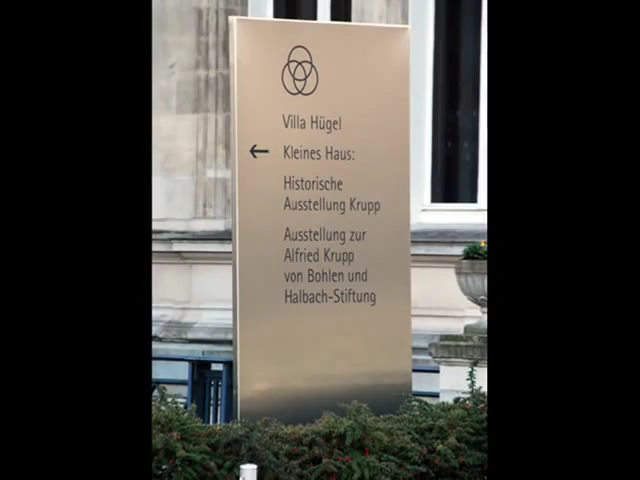 Villa Hügel
← Kleines Haus:
Historische
Ausstellung Krupp
Ausstellung zur
Alfried Krupp
von Bohlen und
Halbach-Stiftung